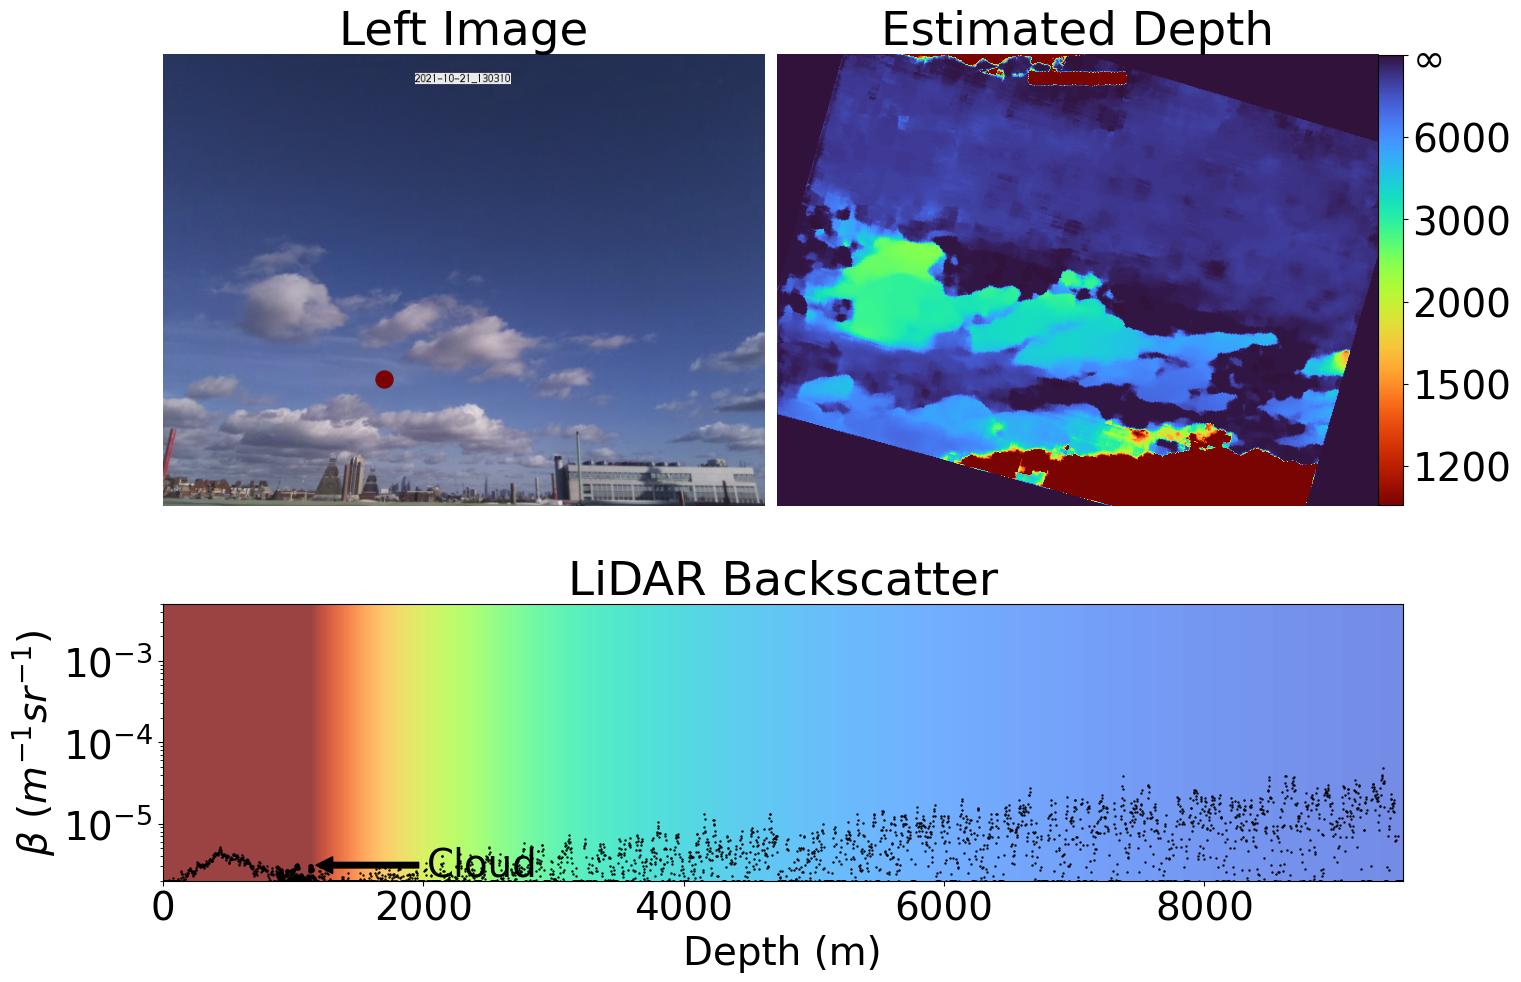 Left Image
Estimated Depth
2021-10-21_130310
∞
6000
3000
2000
1500
1200
LiDAR Backscatter
β (m⁻¹sr⁻¹)
10⁻³
10⁻⁴
10⁻⁵
Cloud
0 2000 4000 6000 8000
Depth (m)